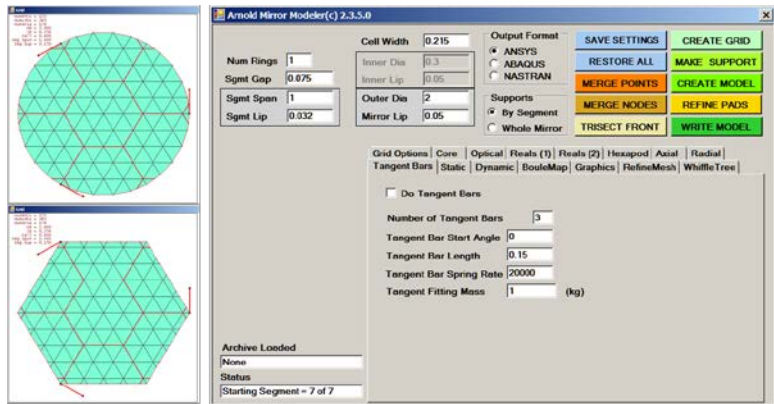 Arnold Mirror Modeler(c) 2.3.5.0
Num Rings 1
Sgmt Gap 0.075
Sgmt Span 1
Sgmt Lip 0.032
Cell Width 0.215
Inner Dia 0.3
Inner Lip 0.05
Outer Dia 2
Mirror Lip 0.05
Output Format
ANSYS
ABAQUS
NASTRAN
Supports
By Segment
Whole Mirror
SAVE SETTINGS CREATE GRID
RESTORE ALL MAKE SUPPORT
MERGE POINTS CREATE MODEL
MERGE NODES REFINE PADS
TRISECT FRONT WRITE MODEL
Grid Options Core Optical Reals (1) Reals (2) Hexapod Axial Radial
Tangent Bars Static Dynamic BouleMap Graphics RefineMesh WhiffleTree
Do Tangent Bars
Number of Tangent Bars 3
Tangent Bar Start Angle 0
Tangent Bar Length 0.15
Tangent Bar Spring Rate 20000
Tangent Fitting Mass 1 (kg)
Archive Loaded
None
Status
Starting Segment = 7 of 7